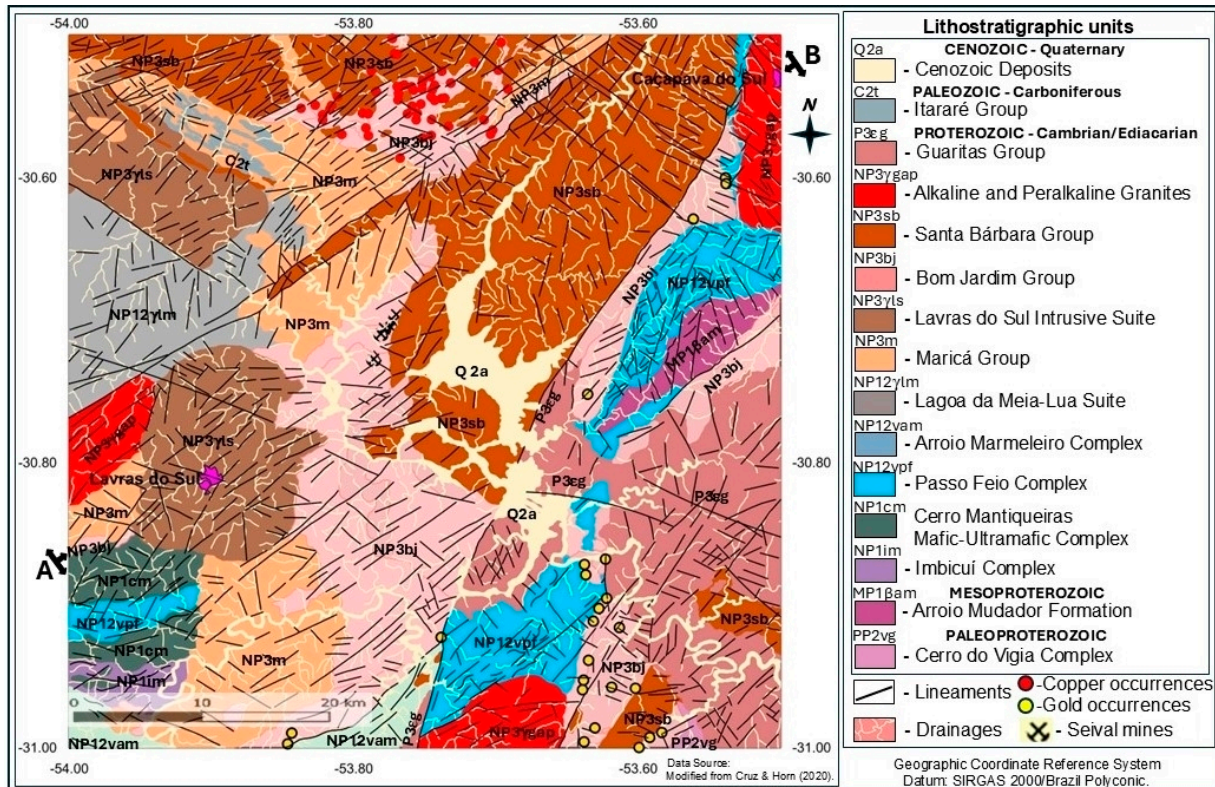 -54.00
-53.80
-53.60
B
N
NP3sb
NP3sb
Caçapava do Sul
NP3m
NP3γgap
NP3bj
C2t
NP3m
-30.60
-30.60
NP3γls
NP3sb
NP12γlm
NP3m
NP3bj
NP12vpf
MP1βam
NP3bj
Q2a
P3εg
NP3sb
NP3γgap
NP3γls
-30.80
-30.80
Lavras do Sul
P3εg
P3εg
NP3m
Q2a
NP3bj
NP3bj
A
NP1cm
NP12vpf
NP1cm
NP3m
NP12vpf
NP3sb
NP3bj
NP1im
0 10 20 km
NP3sb
P3εg
NP12vam
NP12vam
NP3γgap
PP2vg
-31.00
-31.00
-54.00
-53.80
-53.60
Data Source:
Modified from Cruz & Horn (2020).
Lithostratigraphic units
Q2a CENOZOIC - Quaternary
- Cenozoic Deposits
C2t PALEOZOIC - Carboniferous
- Itararé Group
P3εg PROTEROZOIC - Cambrian/Ediacarian
- Guaritas Group
NP3γgap
- Alkaline and Peralkaline Granites
NP3sb
- Santa Bárbara Group
NP3bj
- Bom Jardim Group
NP3γls
- Lavras do Sul Intrusive Suite
NP3m
- Maricá Group
NP12γlm
- Lagoa da Meia-Lua Suite
NP12vam
- Arroio Marmeleiro Complex
NP12vpf
- Passo Feio Complex
NP1cm
- Cerro Mantiqueiras
Mafic-Ultramafic Complex
NP1im
- Imbicuí Complex
MP1βam MESOPROTEROZOIC
- Arroio Mudador Formation
PP2vg PALEOPROTEROZOIC
- Cerro do Vigia Complex
- Lineaments
-Copper occurrences
-Gold occurrences
- Drainages
- Seival mines
Geographic Coordinate Reference System
Datum: SIRGAS 2000/Brazil Polyconic.